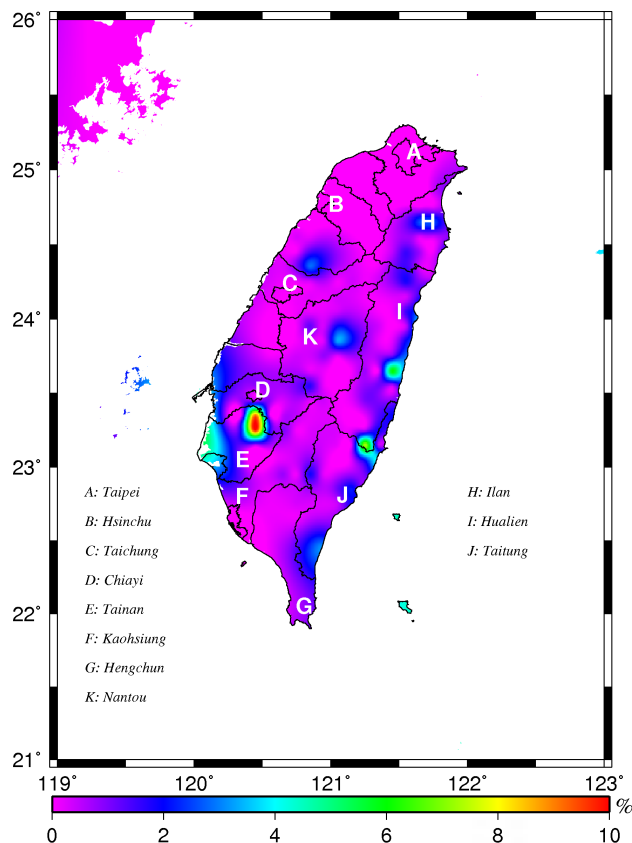 26°
25°
A
B
H
C
I
24°
K
D
E
23°
F
J
A: Taipei
H: Ilan
B: Hsinchu
I: Hualien
C: Taichung
J: Taitung
D: Chiayi
E: Tainan
22°
G
F: Kaohsiung
G: Hengchun
K: Nantou
21°
119° 120° 121° 122° 123°
%
0 2 4 6 8 10